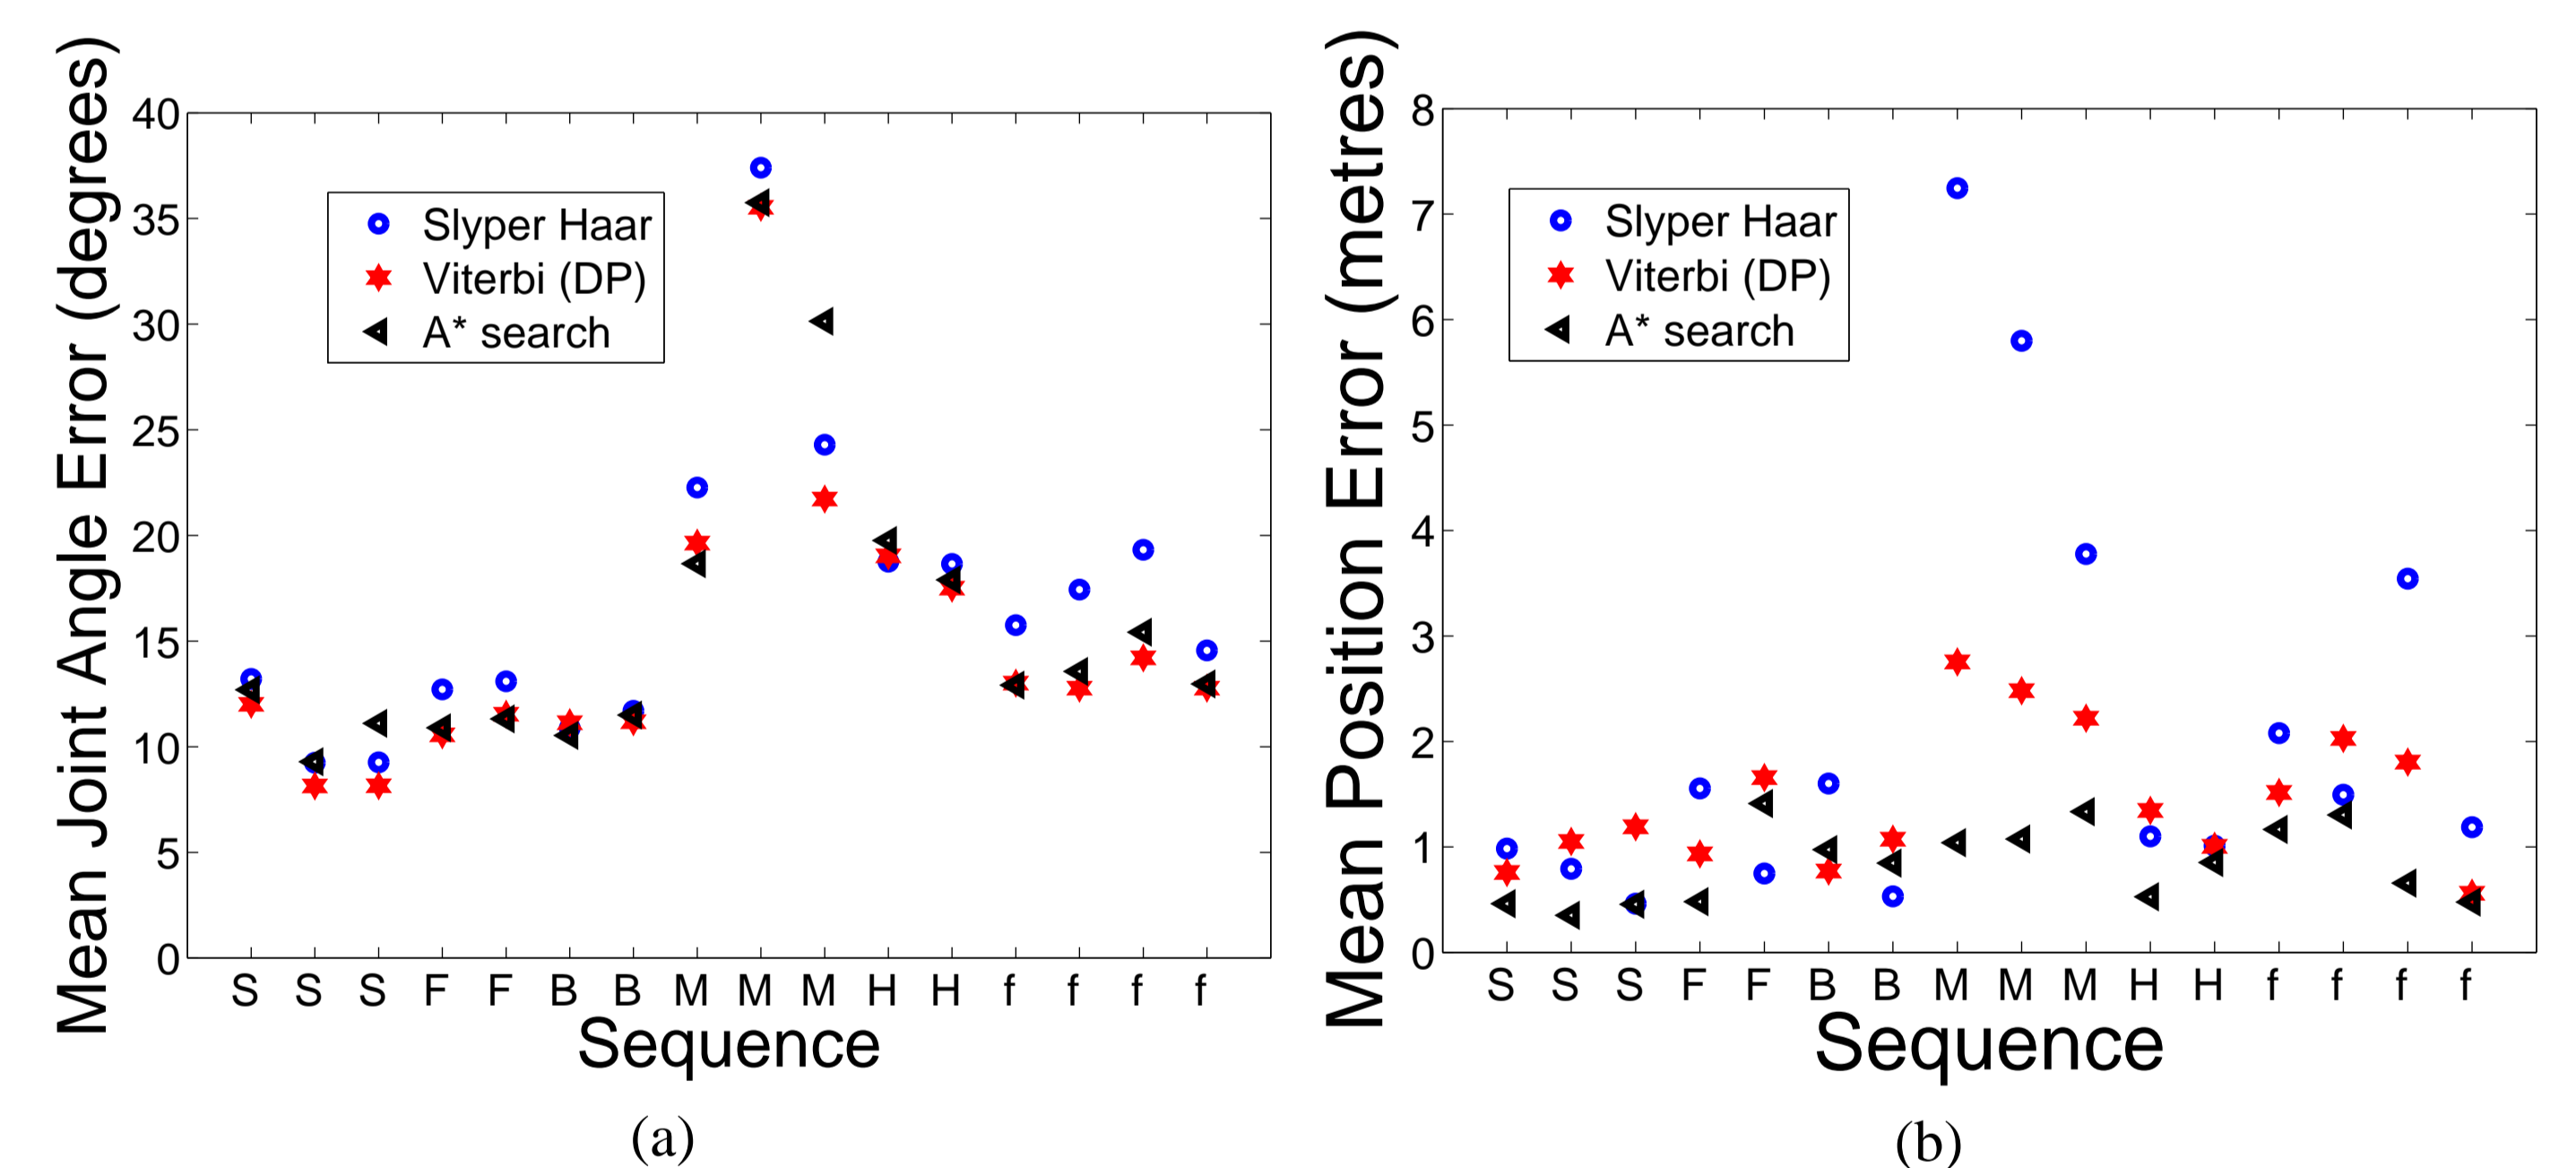 Mean Joint Angle Error (degrees)
40
35
30
25
20
15
10
5
0
Slyper Haar
Viterbi (DP)
A* search
S S S F F B B M M M H H f f f f
Sequence
(a)
Mean Position Error (metres)
8
7
6
5
4
3
2
1
0
Slyper Haar
Viterbi (DP)
A* search
S S S F F B B M M M H H f f f f
Sequence
(b)